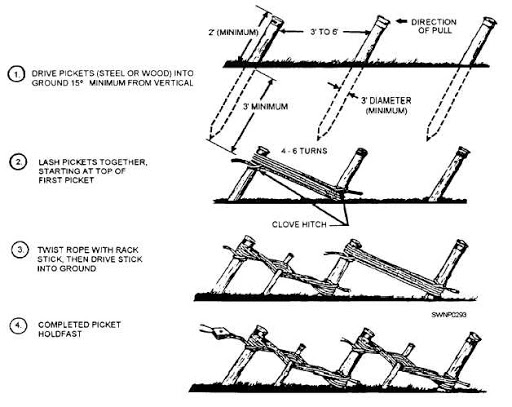 2' (MINIMUM)
3' TO 6'
DIRECTION
OF PULL
1
DRIVE PICKETS (STEEL OR WOOD) INTO
GROUND 15° MINIMUM FROM VERTICAL
3' MINIMUM
3' DIAMETER
(MINIMUM)
2.
LASH PICKETS TOGETHER,
STARTING AT TOP OF
FIRST PICKET
4 - 6 TURNS
CLOVE HITCH
3
TWIST ROPE WITH RACK
STICK, THEN DRIVE STICK
INTO GROUND
SWNP0293
4.
COMPLETED PICKET
HOLDFAST